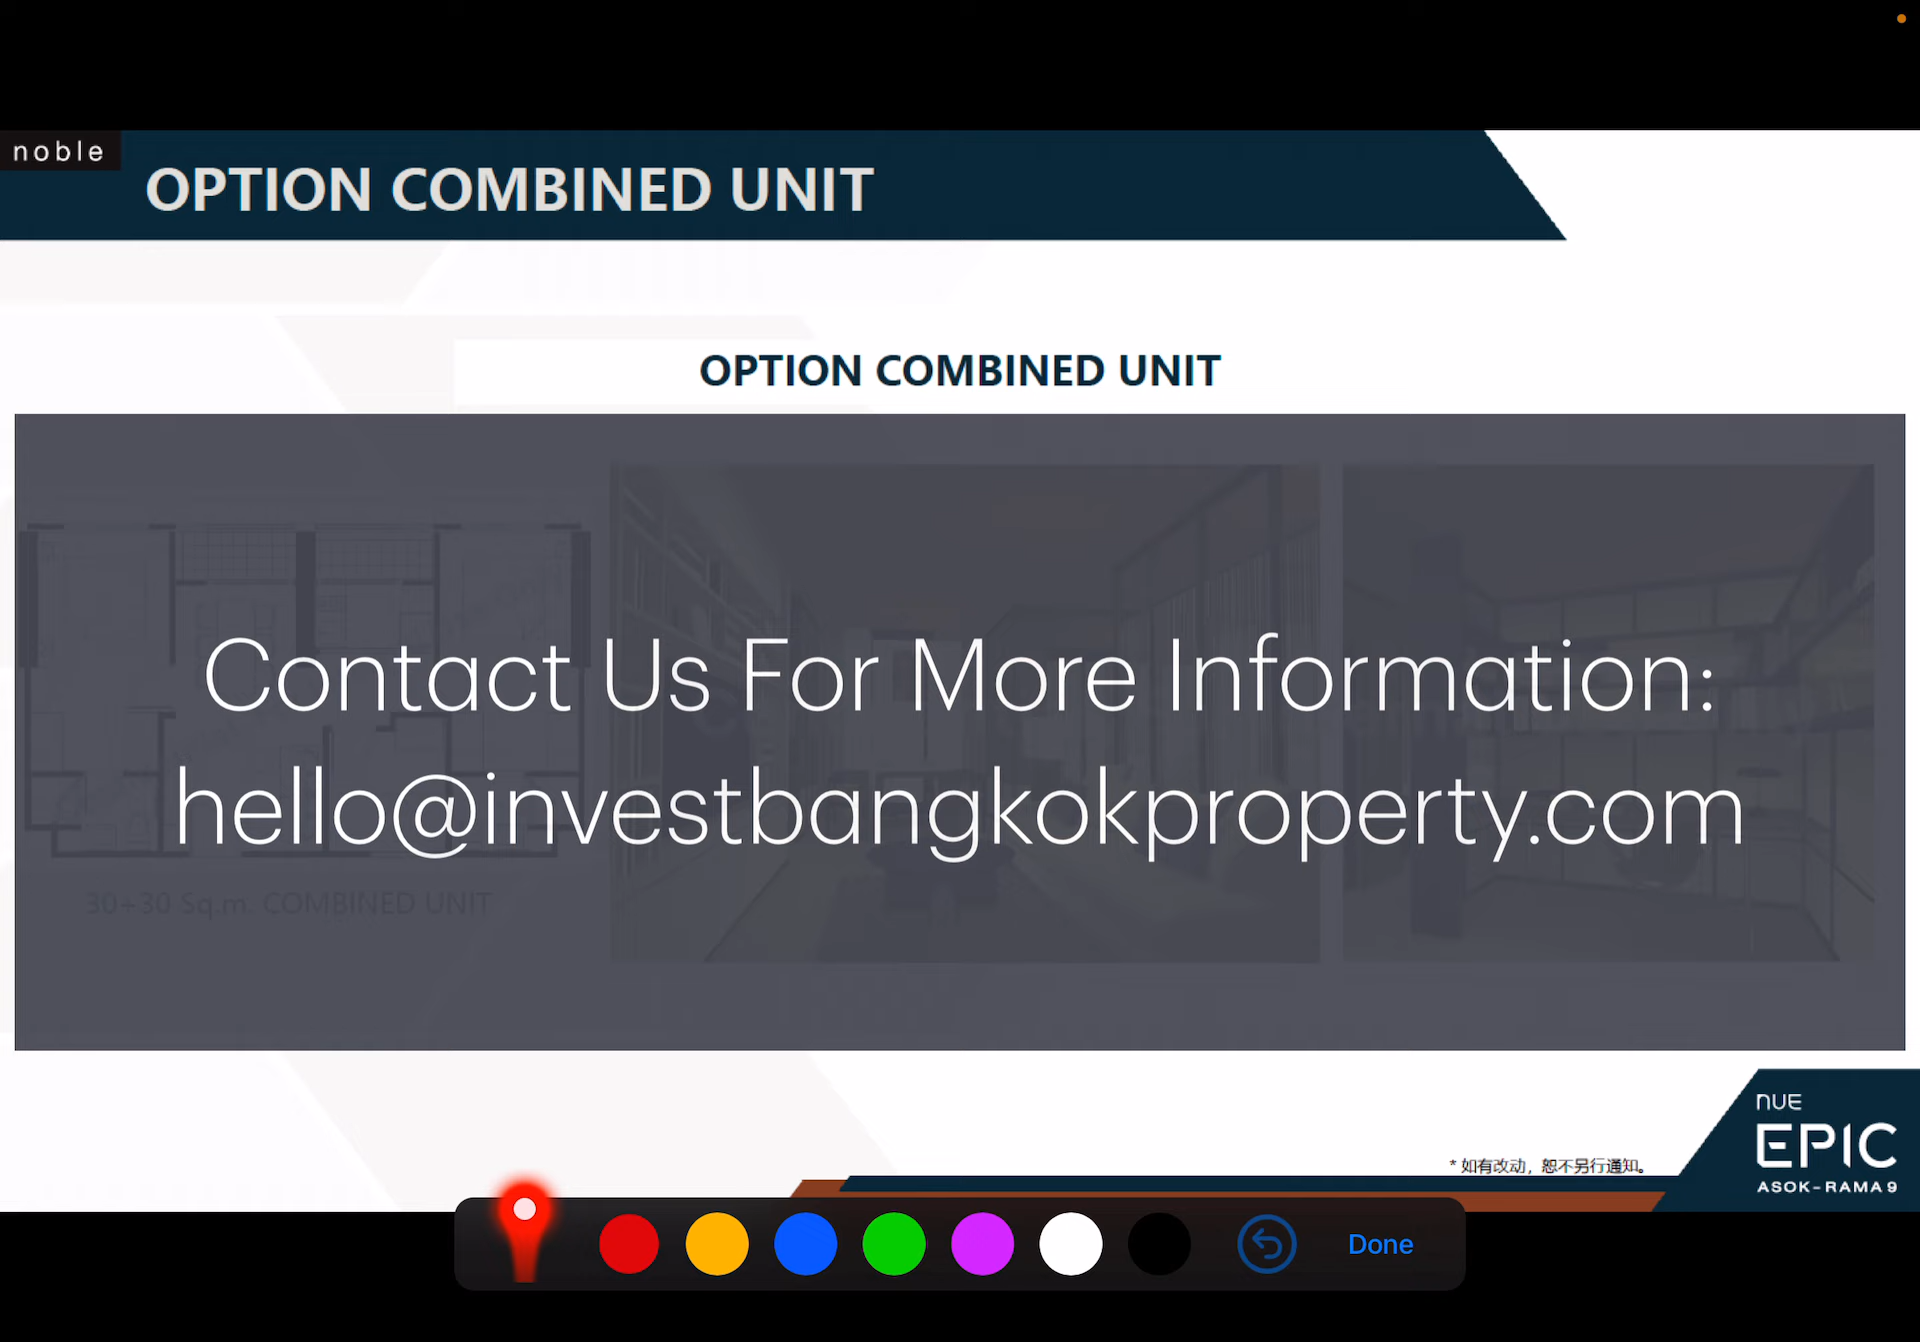 noble
OPTION COMBINED UNIT
OPTION COMBINED UNIT
Contact Us For More Information:
hello@investbangkokproperty.com
30+30 Sq.m. COMBINED UNIT
* 如有改动，恕不另行通知。
nue
EPIC
ASOK-RAMA 9
Done